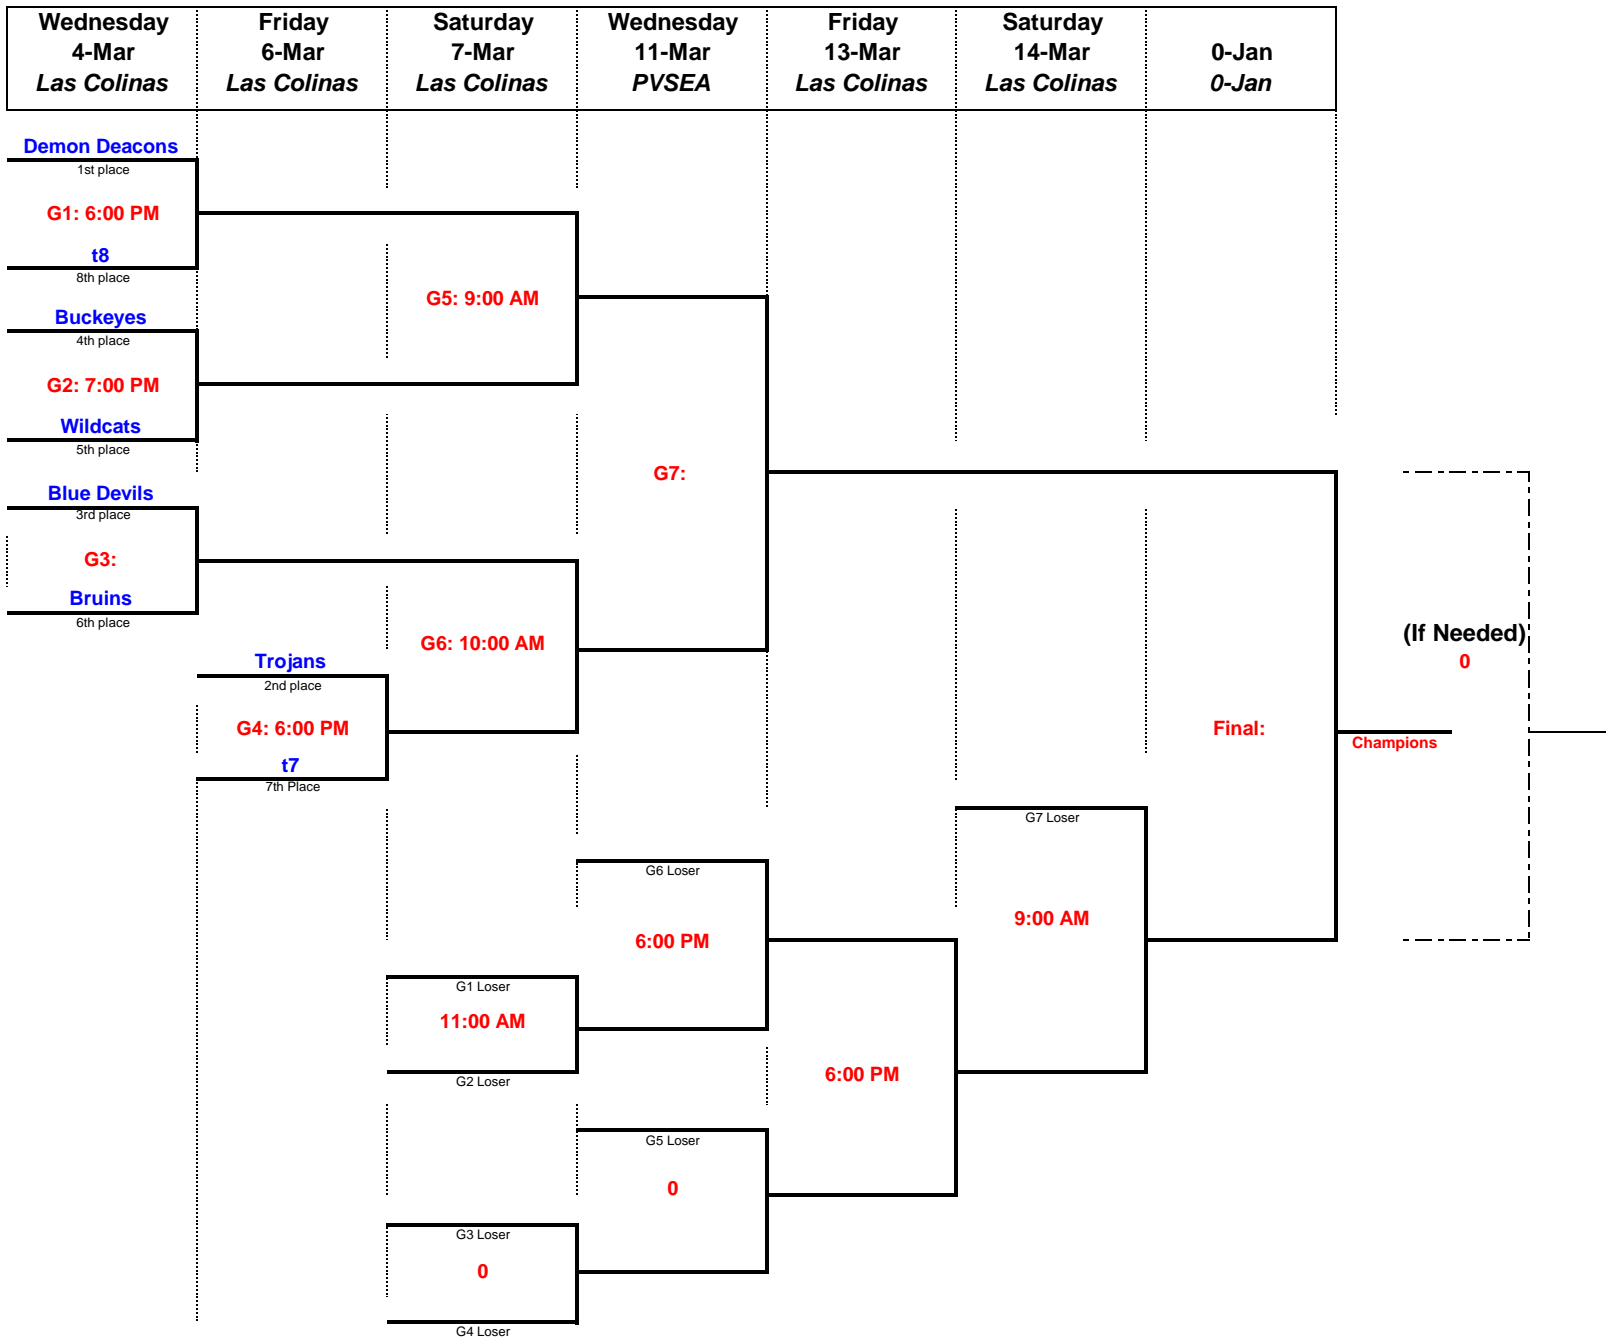 Wednesday Friday Saturday Wednesday Friday Saturday
4-Mar 6-Mar 7-Mar 11-Mar 13-Mar 14-Mar 0-Jan
Las Colinas Las Colinas Las Colinas PVSEA Las Colinas Las Colinas 0-Jan
Demon Deacons
1st place
G1: 6:00 PM
t8
8th place
G5: 9:00 AM
Buckeyes
4th place
G2: 7:00 PM
Wildcats
5th place
G7:
Blue Devils
3rd place
G3:
Bruins
6th place
(If Needed)
G6: 10:00 AM
Trojans
0
2nd place
G4: 6:00 PM
Final:
Champions
t7
7th Place
G7 Loser
G6 Loser
9:00 AM
6:00 PM
G1 Loser
11:00 AM
6:00 PM
G2 Loser
G5 Loser
0
G3 Loser
0
G4 Loser